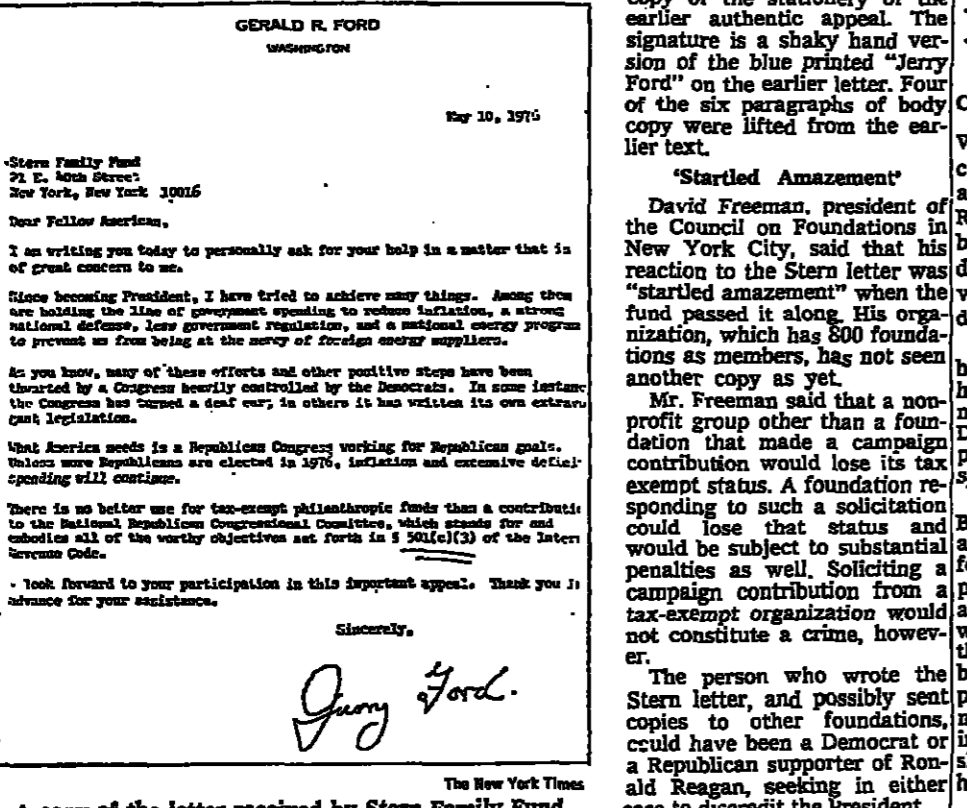 GERALD R. FORD
WASHINGTON
May 10, 1976
Stern Family Fund
21 E. 40th Street
New York, New York 10016
Dear Fellow American,
I am writing you today to personally ask for your help in a matter that is
of great concern to me.
Since becoming President, I have tried to achieve many things. Among them
are holding the line of government spending to reduce inflation, a strong
national defense, less government regulation, and a national energy program
to prevent us from being at the mercy of foreign energy suppliers.
As you know, many of these efforts and other positive steps have been
thwarted by a Congress heavily controlled by the Democrats. In some instanc
the Congress has turned a deaf ear; in others it has written its own extrav
gant legislation.
What America needs is a Republican Congress working for Republican goals.
Unless more Republicans are elected in 1976, inflation and excessive defici-
spending will continue.
There is no better use for tax-exempt philanthropic funds than a contributi
to the National Republican Congressional Committee, which stands for and
embodies all of the worthy objectives set forth in § 501(c)(3) of the Intern
Revenue Code.
look forward to your participation in this important appeal. Thank you in
advance for your assistance.
Sincerely,
Jerry Ford.
The New York Times
A copy of the letter received by Stern Family Fund
copy of the stationery of the
earlier authentic appeal. The
signature is a shaky hand ver-
sion of the blue printed "Jerry
Ford" on the earlier letter. Four
of the six paragraphs of body
copy were lifted from the ear-
lier text.
'Startled Amazement'
David Freeman, president of
the Council on Foundations in
New York City, said that his
reaction to the Stern letter was
"startled amazement" when the
fund passed it along. His orga-
nization, which has 800 founda-
tions as members, has not seen
another copy as yet.
Mr. Freeman said that a non-
profit group other than a foun-
dation that made a campaign
contribution would lose its tax
exempt status. A foundation re-
sponding to such a solicitation
could lose that status and
would be subject to substantial
penalties as well. Soliciting a
campaign contribution from a
tax-exempt organization would
not constitute a crime, howev-
er.
The person who wrote the
Stern letter, and possibly sent
copies to other foundations,
could have been a Democrat or
a Republican supporter of Ron-
ald Reagan, seeking in either
case to discredit the President.